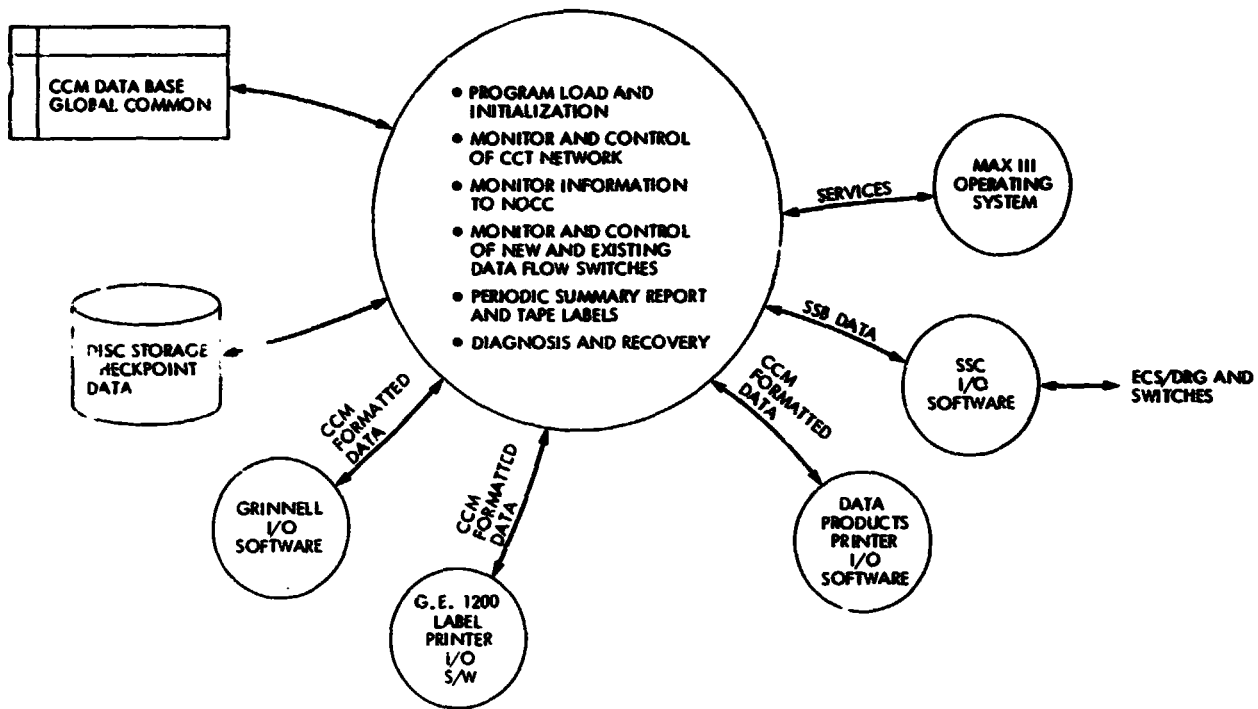 CCM DATA BASE
GLOBAL COMMON
• PROGRAM LOAD AND
INITIALIZATION
• MONITOR AND CONTROL
OF CCT NETWORK
• MONITOR INFORMATION
TO NOCC
• MONITOR AND CONTROL
OF NEW AND EXISTING
DATA FLOW SWITCHES
• PERIODIC SUMMARY REPORT
AND TAPE LABELS
• DIAGNOSIS AND RECOVERY
SERVICES
MAX III
OPERATING
SYSTEM
DISC STORAGE
CHECKPOINT
DATA
SSB DATA
SSC
I/O
SOFTWARE
ECS/DRG AND
SWITCHES
CCM
FORMATTED
DATA
GRINNELL
I/O
SOFTWARE
CCM
FORMATTED
DATA
G.E. 1200
LABEL
PRINTER
I/O
S/W
CCM
FORMATTED
DATA
DATA
PRODUCTS
PRINTER
I/O
SOFTWARE